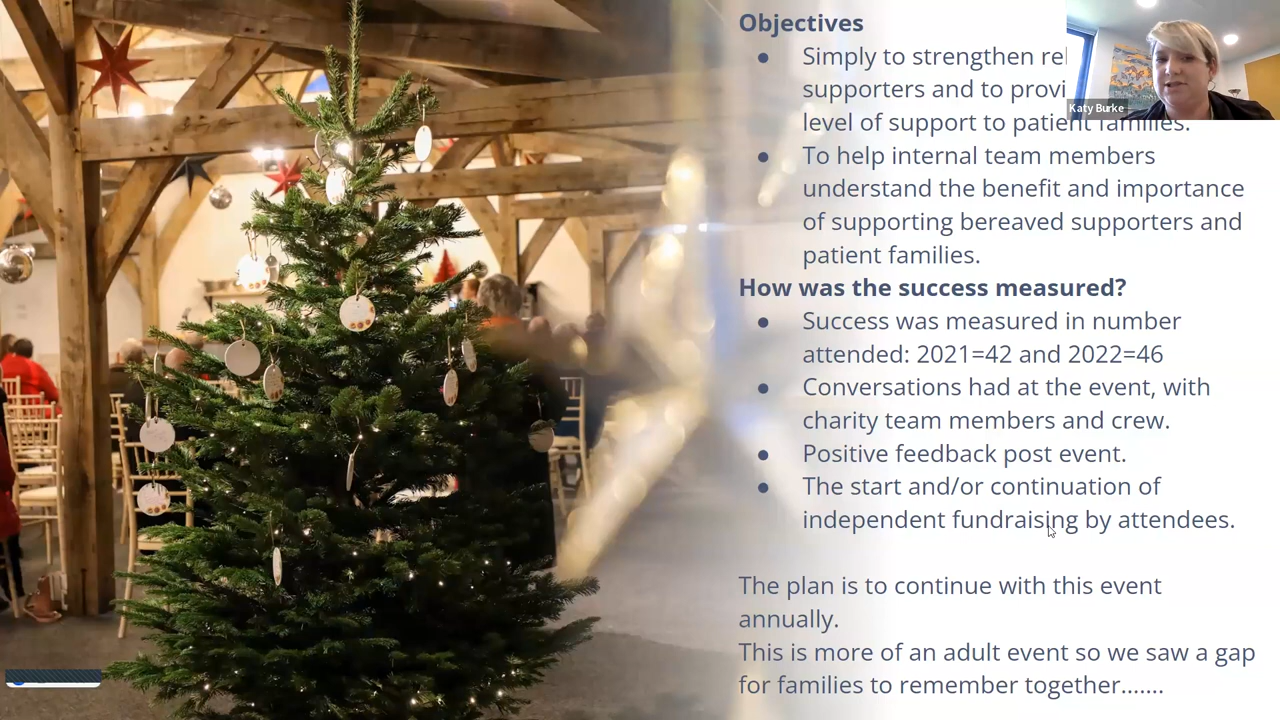 Objectives
● Simply to strengthen
supporters and to
level of support to patient families.
Katy Burke
● To help internal team members
understand the benefit and importance
of supporting bereaved supporters and
patient families.
How was the success measured?
● Success was measured in number
attended: 2021=42 and 2022=46
● Conversations had at the event, with
charity team members and crew.
● Positive feedback post event.
● The start and/or continuation of
independent fundraising by attendees.
The plan is to continue with this event
annually.
This is more of an adult event so we saw a gap
for families to remember together.......